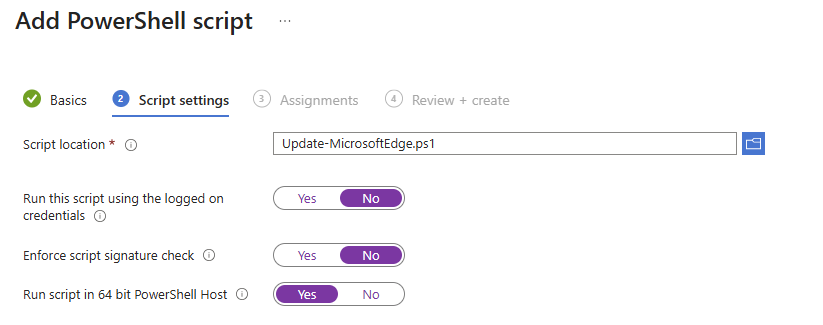 Add PowerShell script ...
Basics 2 Script settings 3 Assignments 4 Review + create
Script location * Update-MicrosoftEdge.ps1
Run this script using the logged on Yes No
credentials
Enforce script signature check Yes No
Run script in 64 bit PowerShell Host Yes No